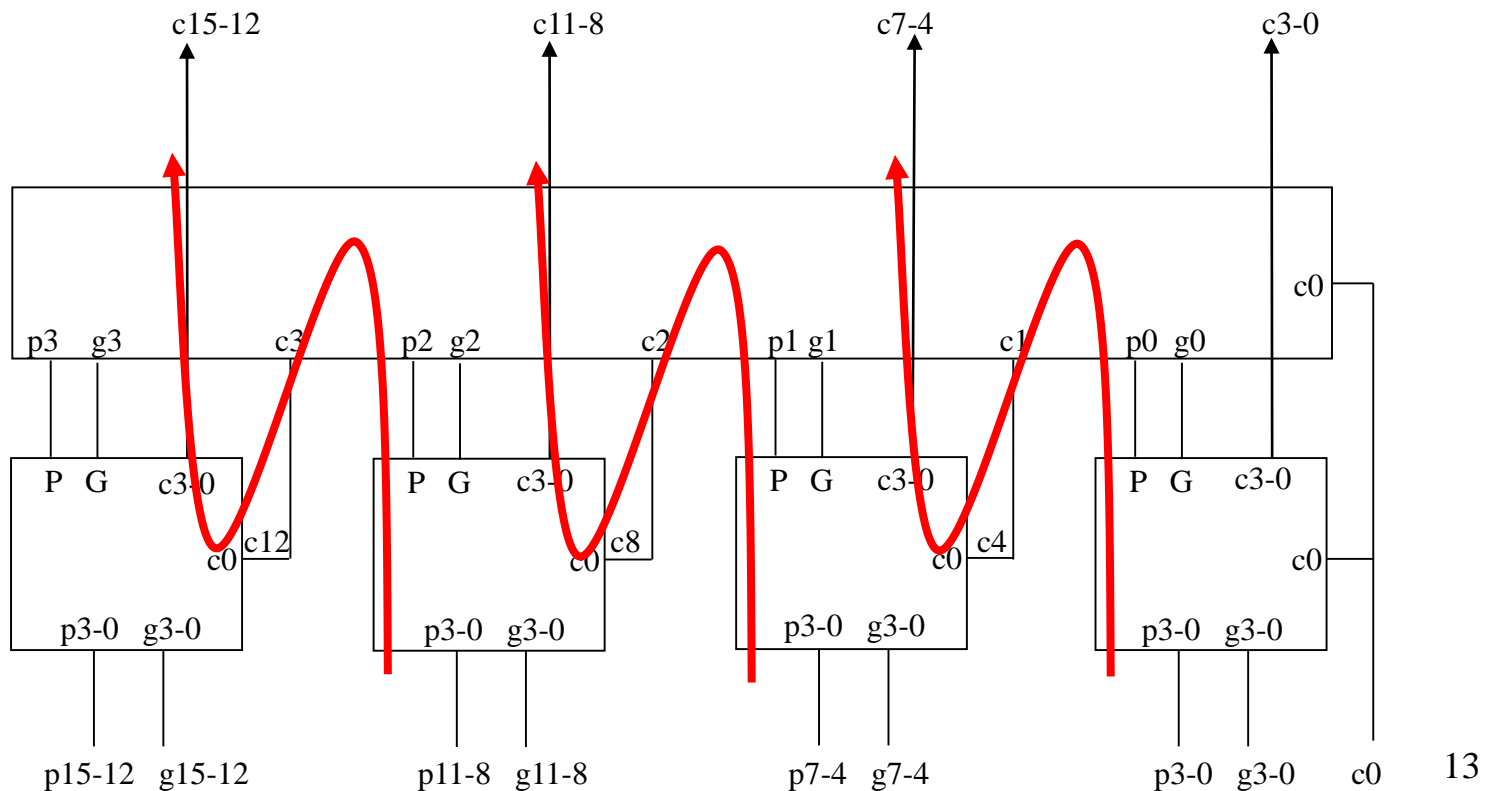 c15-12 c11-8 c7-4 c3-0
c0
p3 g3 c3 p2 g2 c2 p1 g1 c1 p0 g0
P G c3-0 P G c3-0 P G c3-0 P G c3-0
c0 c12 c0 c8 c0 c4 c0
p3-0 g3-0 p3-0 g3-0 p3-0 g3-0 p3-0 g3-0
p15-12 g15-12 p11-8 g11-8 p7-4 g7-4 p3-0 g3-0 c0 13